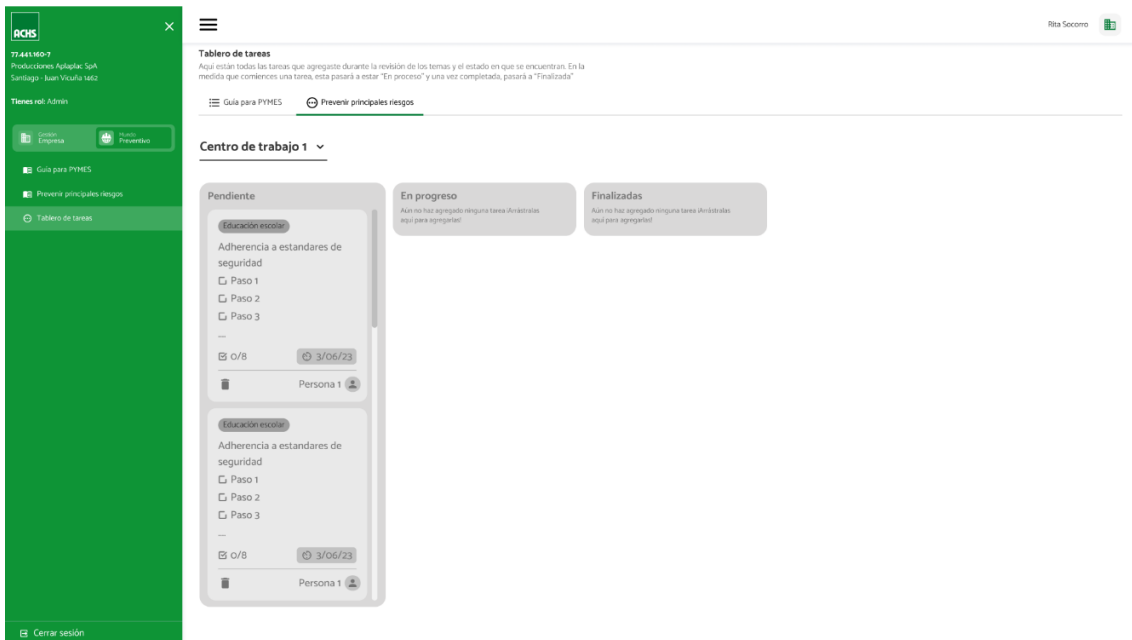 ACHS
77.441.160-7
Producciones Aplaplac SpA
Santiago - Juan Vicuña 1462
Tienes rol: Admin
Gestión
Empresa
Mundo
Preventivo
Guía para PYMES
Prevenir principales riesgos
Tablero de tareas
Cerrar sesión
Rita Socorro
Tablero de tareas
Aquí están todas las tareas que agregaste durante la revisión de los temas y el estado en que se encuentran. En la
medida que comiences una tarea, esta pasará a estar "En proceso" y una vez completada, pasará a "Finalizada"
Guía para PYMES
Prevenir principales riesgos
Centro de trabajo 1
Pendiente
Educación escolar
Adherencia a estandares de
seguridad
Paso 1
Paso 2
Paso 3
...
0/8
3/06/23
Persona 1
Educación escolar
Adherencia a estandares de
seguridad
Paso 1
Paso 2
Paso 3
...
0/8
3/06/23
Persona 1
En progreso
Aún no haz agregado ninguna tarea ¡Arrástralas
aquí para agregarlas!
Finalizadas
Aún no haz agregado ninguna tarea ¡Arrástralas
aquí para agregarlas!